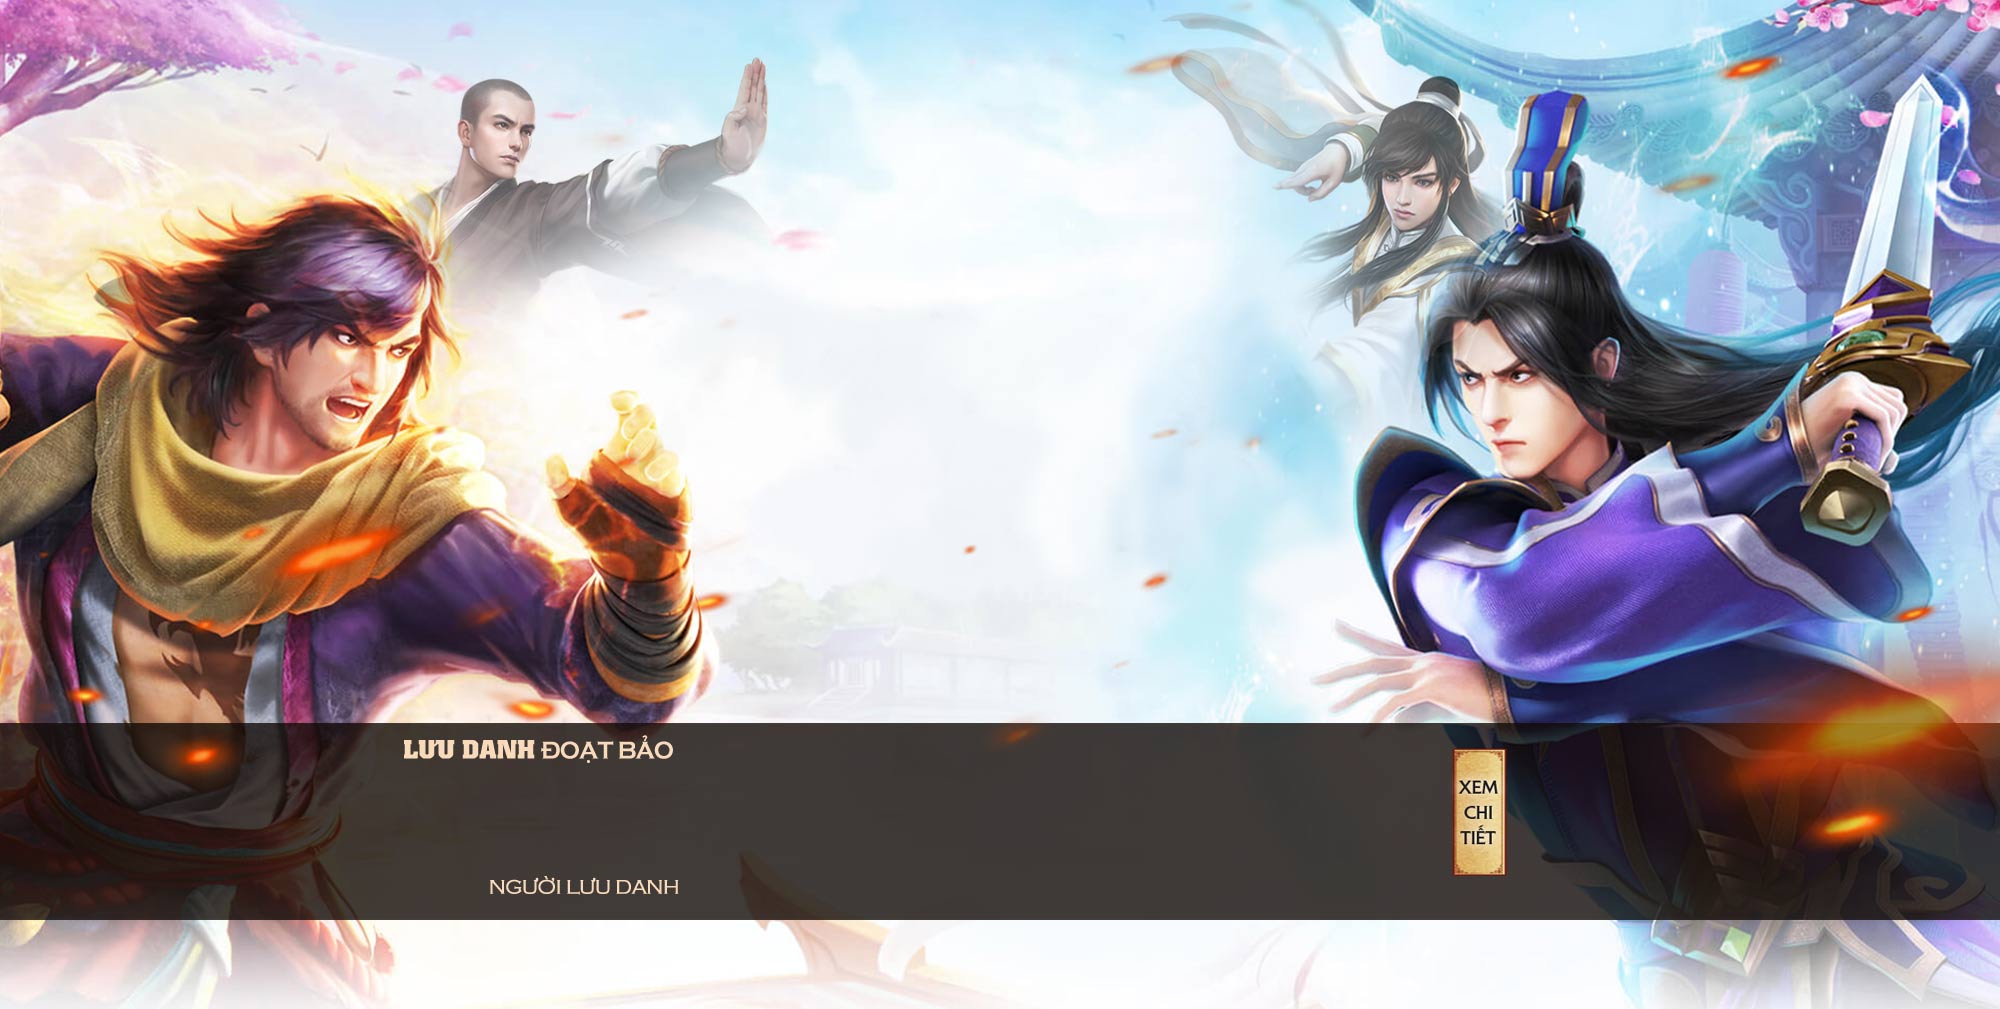 LƯU DANH ĐOẠT BẢO
XEM
CHI
TIẾT
NGƯỜI LƯU DANH